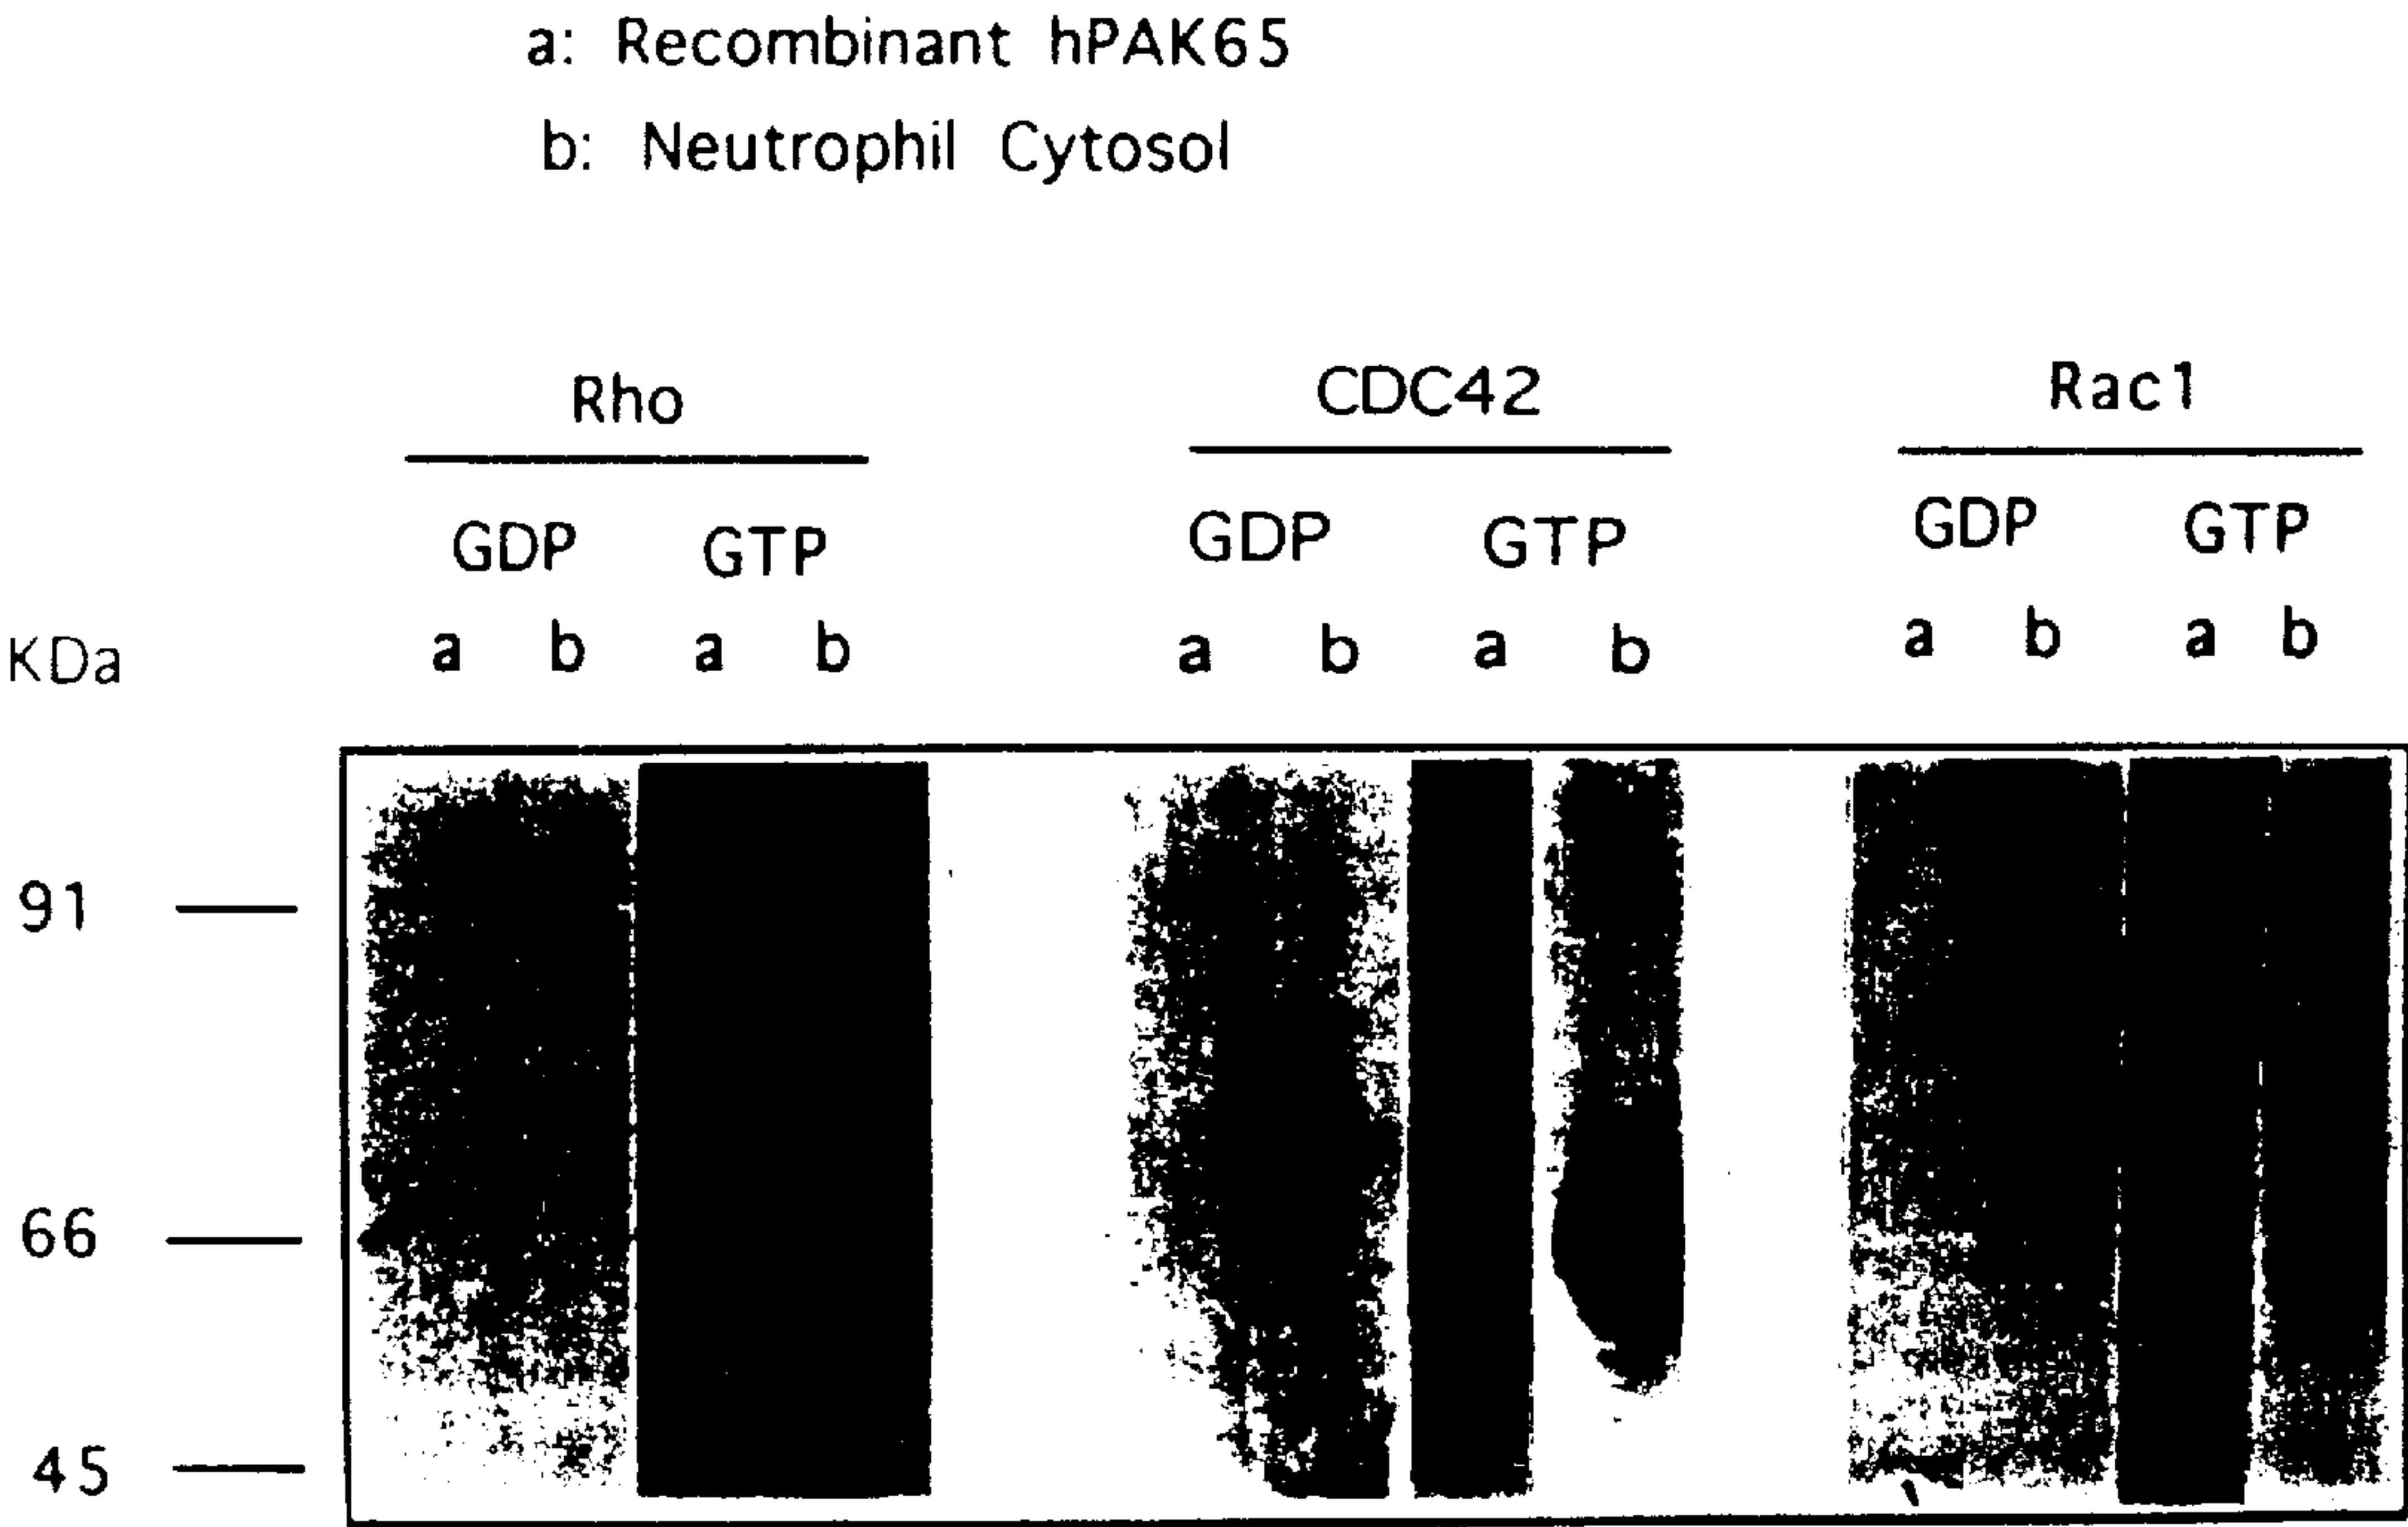 a: Recombinant hPAK65
b: Neutrophil Cytosol
Rho CDC42 Rac1
GDP GTP GDP GTP GDP GTP
KDa a b a b a b a b a b a b
91
66
45